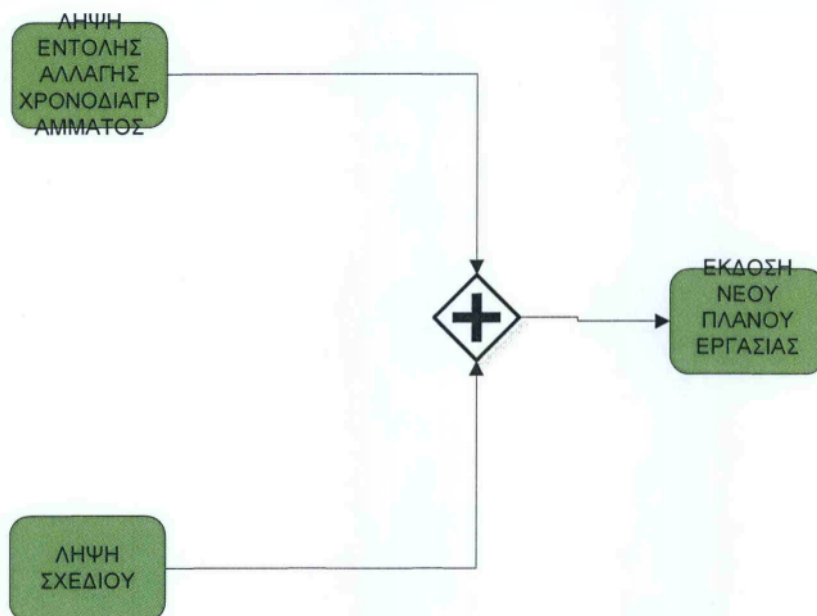 ΛΗΨΗ
ΕΝΤΟΛΗΣ
ΑΛΛΑΓΗΣ
ΧΡΟΝΟΔΙΑΓΡ
ΑΜΜΑΤΟΣ
ΕΚΔΟΣΗ
ΝΕΟΥ
ΠΛΑΝΟΥ
ΕΡΓΑΣΙΑΣ
ΛΗΨΗ
ΣΧΕΔΙΟΥ